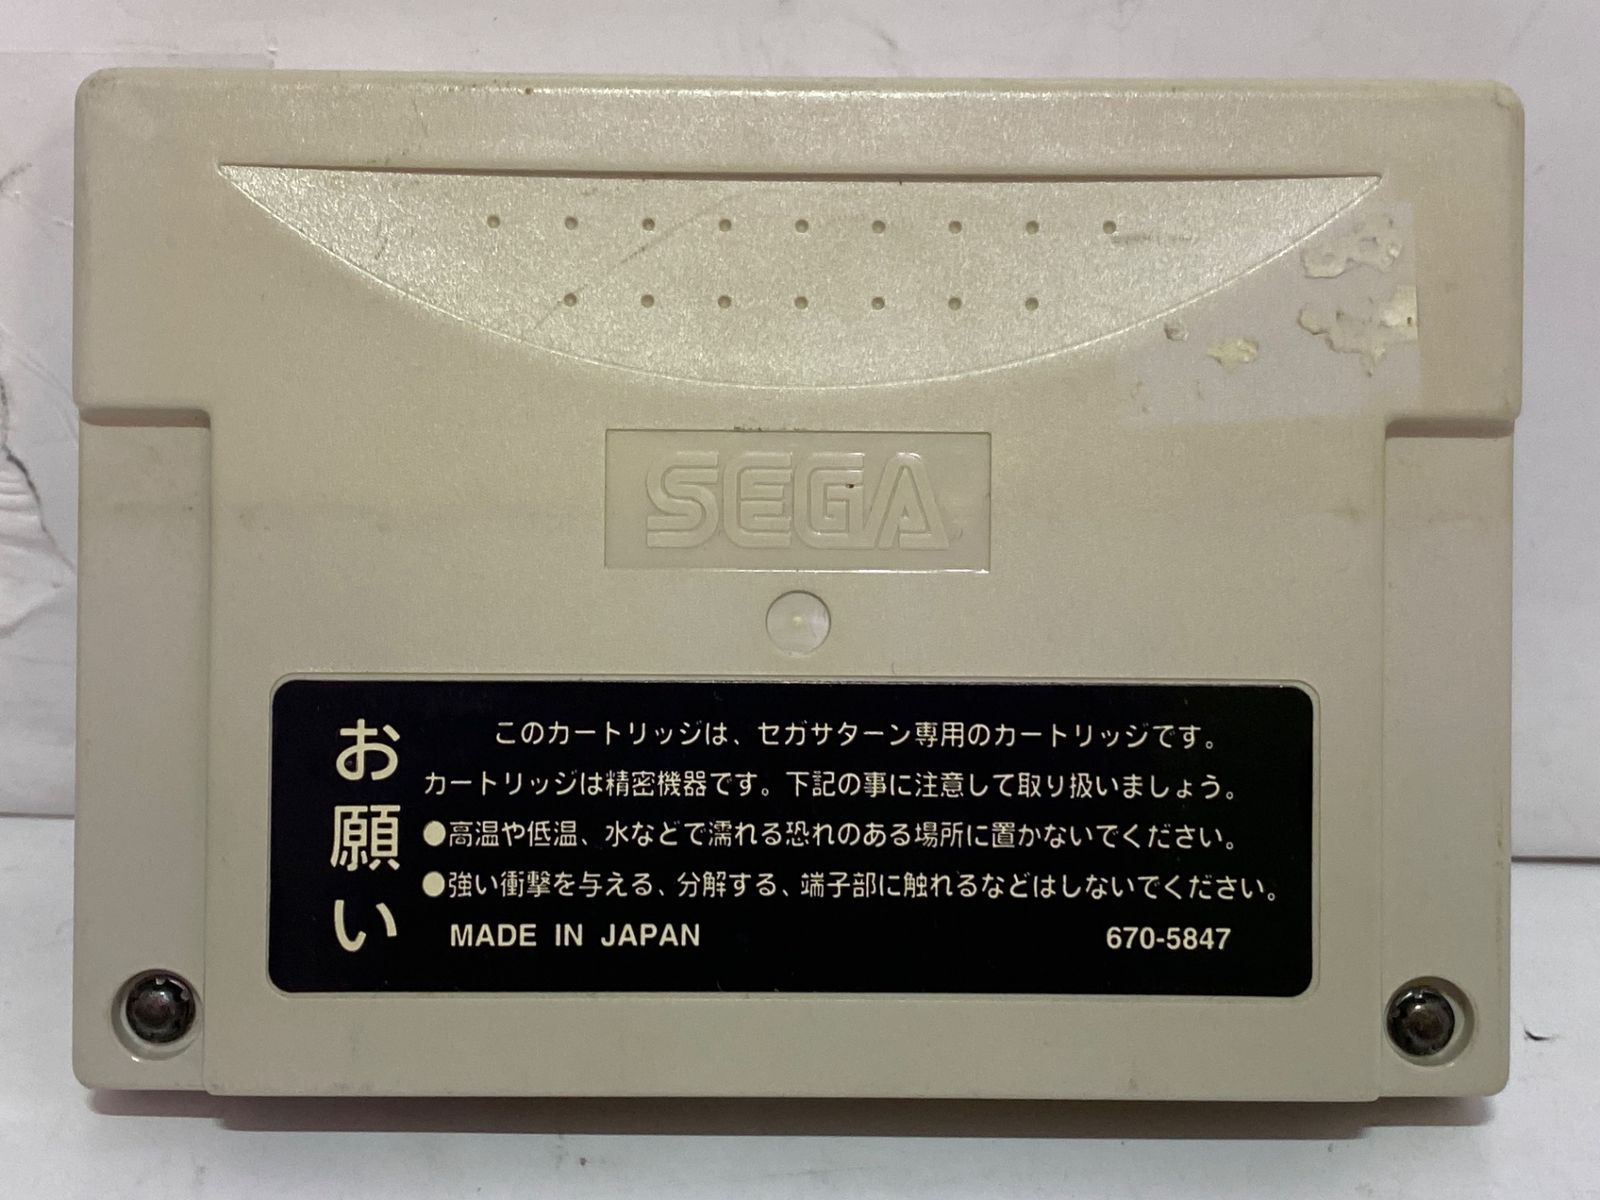 SEGA
お願い
このカートリッジは、セガサターン専用のカートリッジです。
カートリッジは精密機器です。下記の事に注意して取り扱いましょう。
●高温や低温、水などで濡れる恐れのある場所に置かないでください。
●強い衝撃を与える、分解する、端子部に触れるなどはしないでください。
MADE IN JAPAN 670-5847